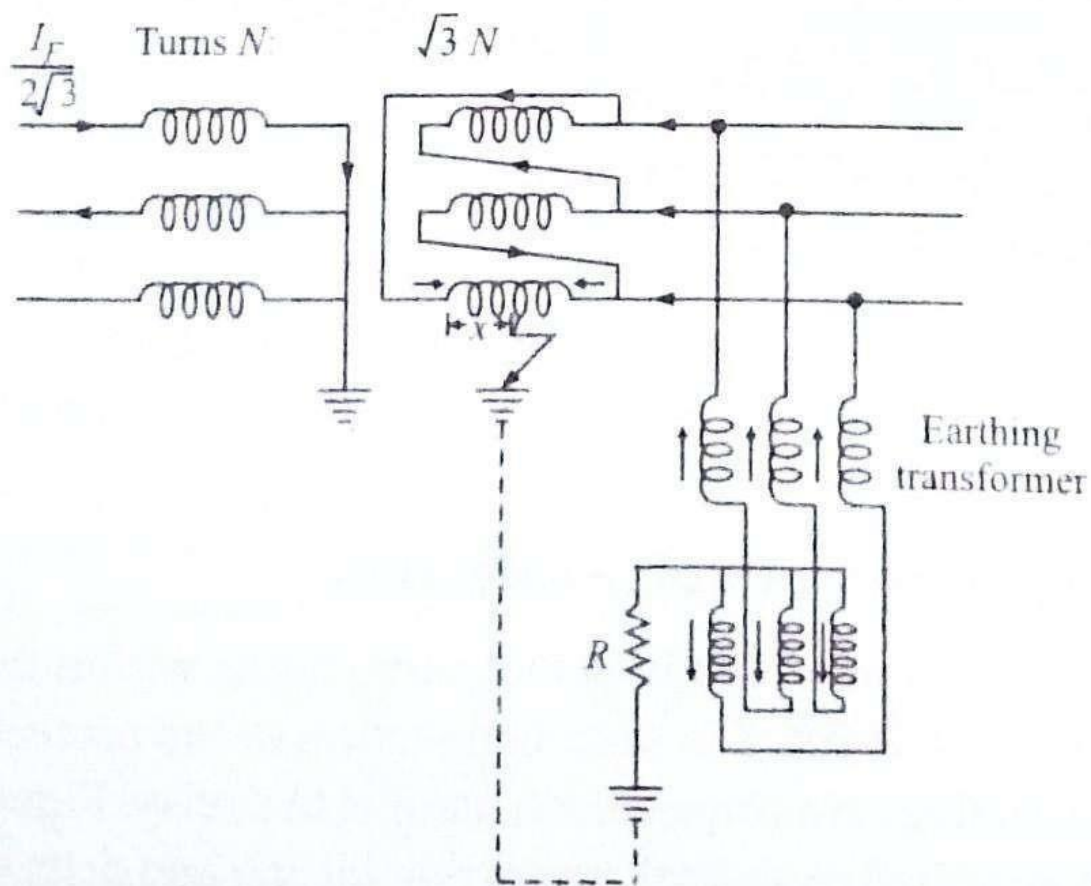 I_F Turns N: √3 N
2√3
x
Earthing
transformer
R